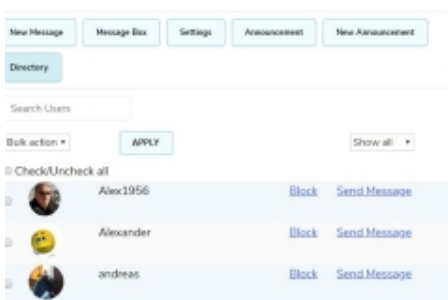 New Message Message Box Settings Announcement New Announcement
Directory
Search Users
Bulk action APPLY Show all
Check/Uncheck all
Alex1956 Block Send Message
Alexander Block Send Message
andreas Block Send Message